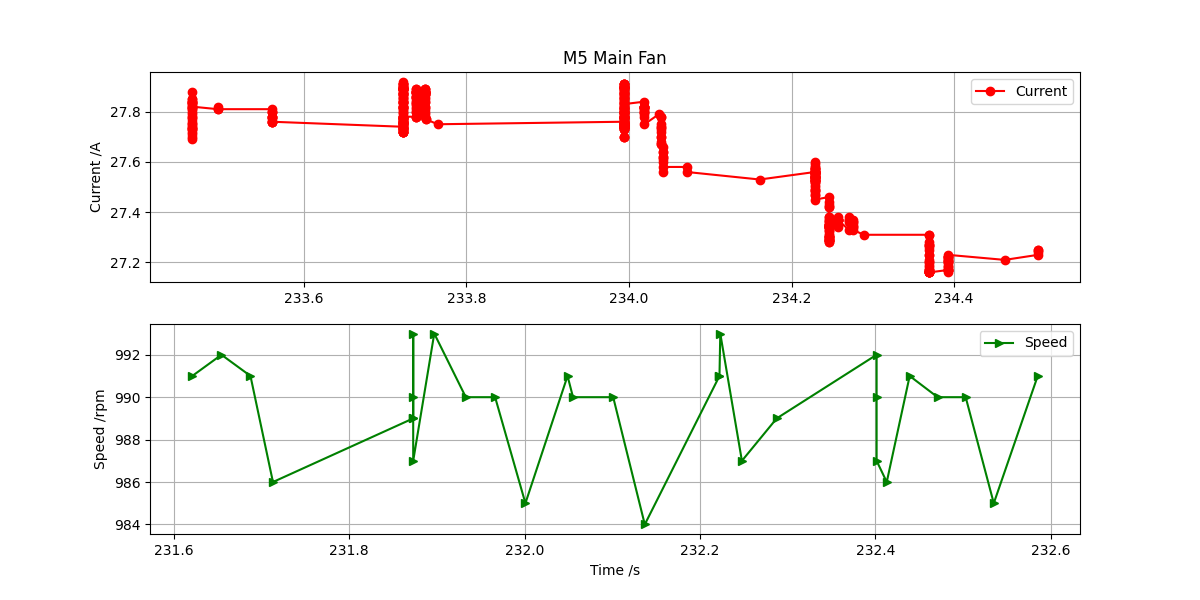 M5 Main Fan
Current /A
27.8
27.6
27.4
27.2
Current
233.6 233.8 234.0 234.2 234.4
Speed /rpm
992
990
988
986
984
Speed
231.6 231.8 232.0 232.2 232.4 232.6
Time /s